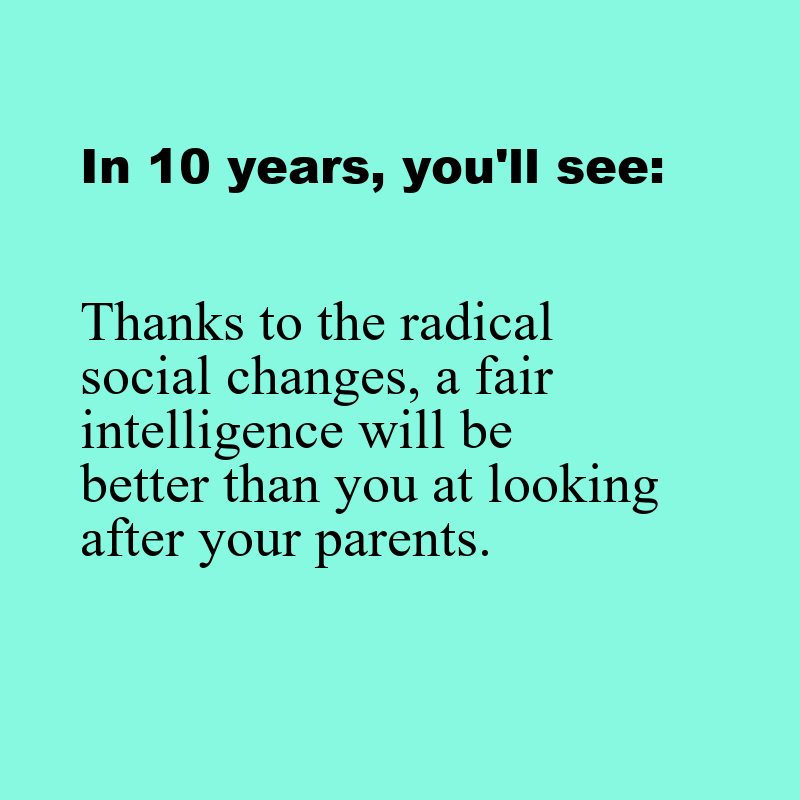 In 10 years, you'll see:
Thanks to the radical
social changes, a fair
intelligence will be
better than you at looking
after your parents.